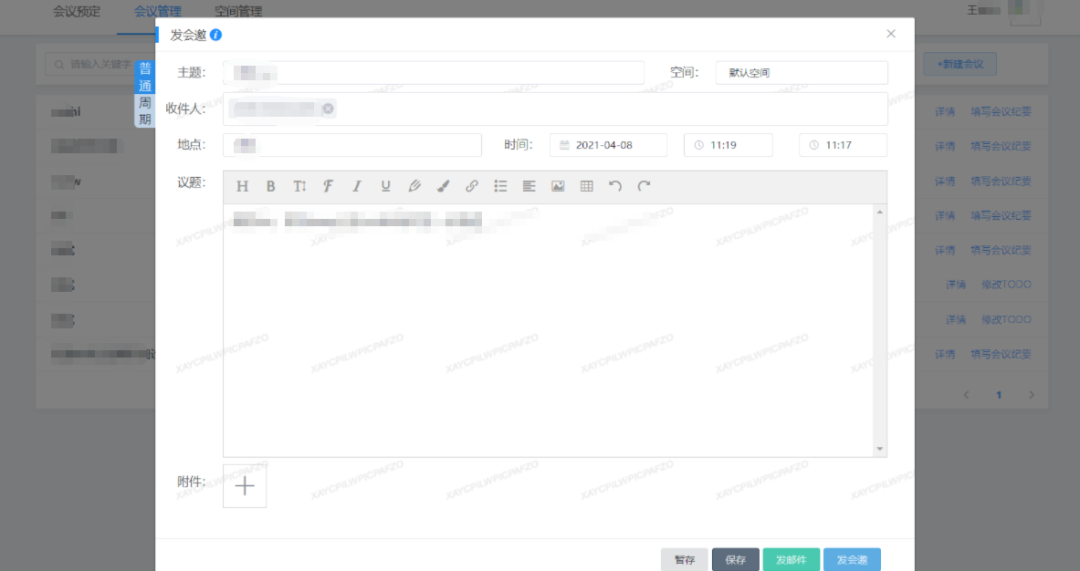 会议预定 会议管理 空间管理 王
发会邀
请输入关键字
+新建会议
普通
周期
主题:
空间: 默认空间
收件人:
地点:
时间: 2021-04-08 11:19 11:17
议题:
H B T F I U
详情 填写会议纪要
详情 填写会议纪要
详情 填写会议纪要
详情 填写会议纪要
详情 填写会议纪要
详情 修改TODO
详情 修改TODO
详情 填写会议纪要
1
XAYCPILWPICPAFZO
附件:
暂存 保存 发邮件 发会邀